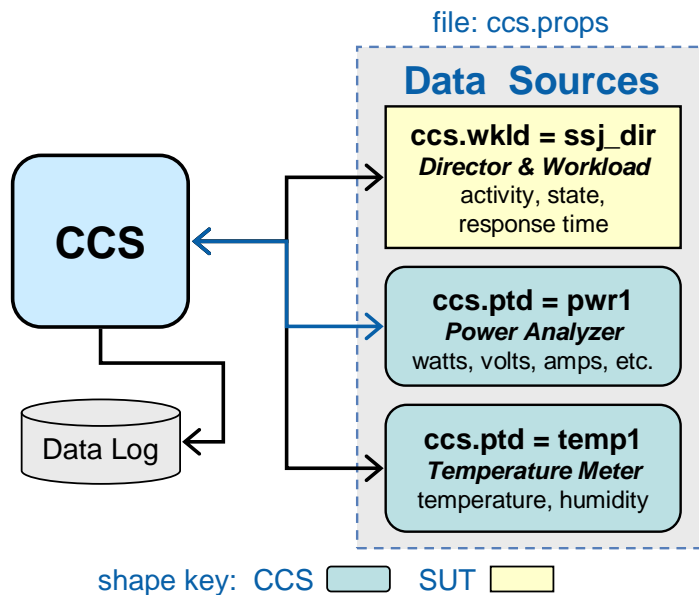 file: ccs.props
Data Sources
ccs.wkld = ssj_dir
Director & Workload
activity, state,
response time
CCS
ccs.ptd = pwr1
Power Analyzer
watts, volts, amps, etc.
ccs.ptd = temp1
Temperature Meter
temperature, humidity
Data Log
shape key: CCS SUT